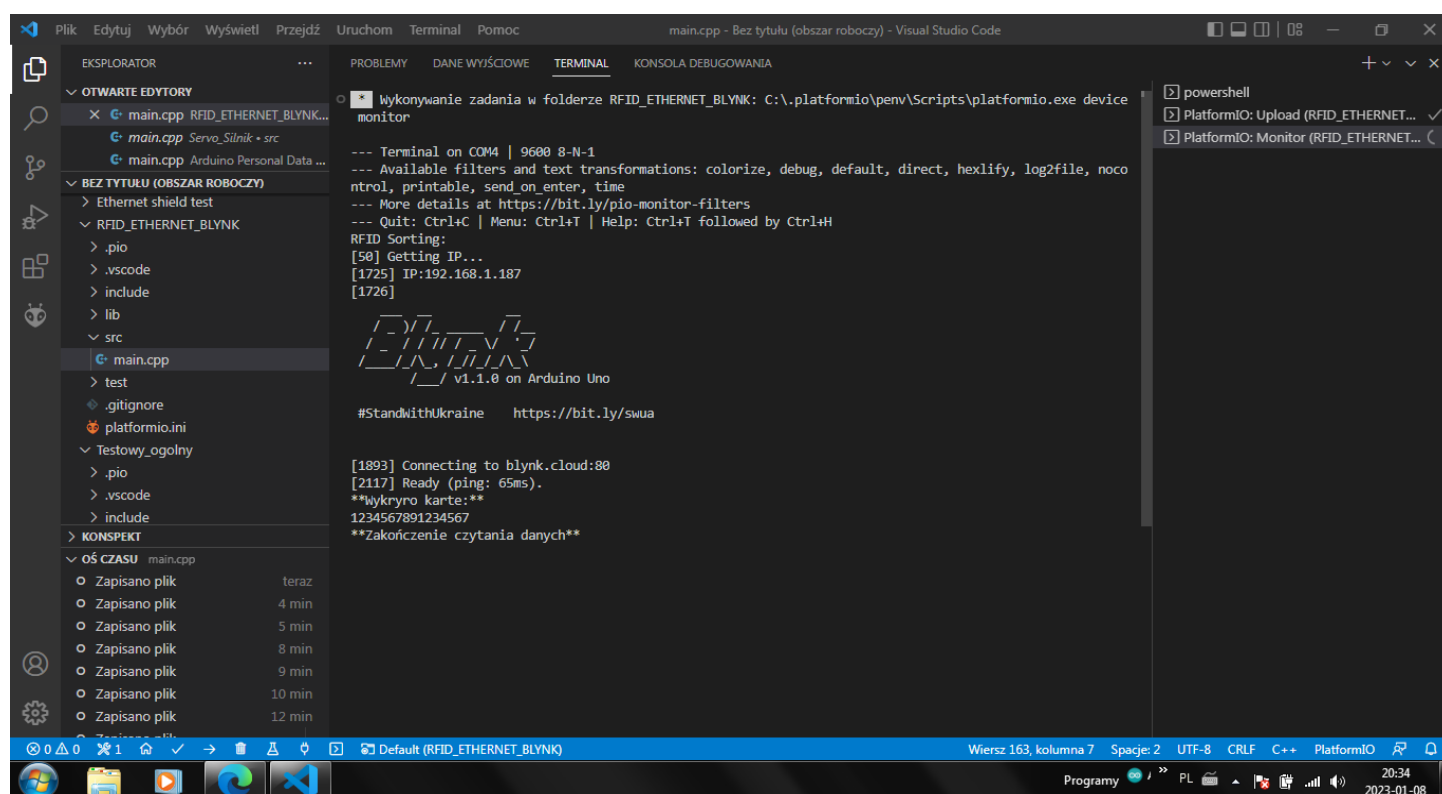 Plik Edytuj Wybór Wyświetl Przejdź Uruchom Terminal Pomoc
main.cpp - Bez tytułu (obszar roboczy) - Visual Studio Code
EKSPLORATOR
OTWARTE EDYTORY
main.cpp RFID_ETHERNET_BLYNK...
main.cpp Servo_Silnik • src
main.cpp Arduino Personal Data ...
BEZ TYTUŁU (OBSZAR ROBOCZY)
> Ethernet shield test
RFID_ETHERNET_BLYNK
> .pio
> .vscode
> include
> lib
src
main.cpp
> test
.gitignore
platformio.ini
Testowy_ogolny
> .pio
> .vscode
> include
> KONSPEKT
OŚ CZASU main.cpp
Zapisano plik teraz
Zapisano plik 4 min
Zapisano plik 5 min
Zapisano plik 8 min
Zapisano plik 9 min
Zapisano plik 10 min
Zapisano plik 12 min
PROBLEMY DANE WYJŚCIOWE TERMINAL KONSOLA DEBUGOWANIA
* Wykonywanie zadania w folderze RFID_ETHERNET_BLYNK: C:\.platformio\penv\Scripts\platformio.exe device
monitor
--- Terminal on COM4 | 9600 8-N-1
--- Available filters and text transformations: colorize, debug, default, direct, hexlify, log2file, noco
ntrol, printable, send_on_enter, time
--- More details at https://bit.ly/pio-monitor-filters
--- Quit: Ctrl+C | Menu: Ctrl+T | Help: Ctrl+T followed by Ctrl+H
RFID Sorting:
[50] Getting IP...
[1725] IP:192.168.1.187
[1726]
Blynk
v1.1.0 on Arduino Uno
#StandWithUkraine https://bit.ly/swua
[1893] Connecting to blynk.cloud:80
[2117] Ready (ping: 65ms).
**Wykryro karte:**
1234567891234567
**Zakończenie czytania danych**
powershell
PlatformIO: Upload (RFID_ETHERNET...
PlatformIO: Monitor (RFID_ETHERNET...
0 0 1 Default (RFID_ETHERNET_BLYNK) Wiersz 163, kolumna 7 Spacje: 2 UTF-8 CRLF C++ PlatformIO
Programy » PL 20:34
2023-01-08